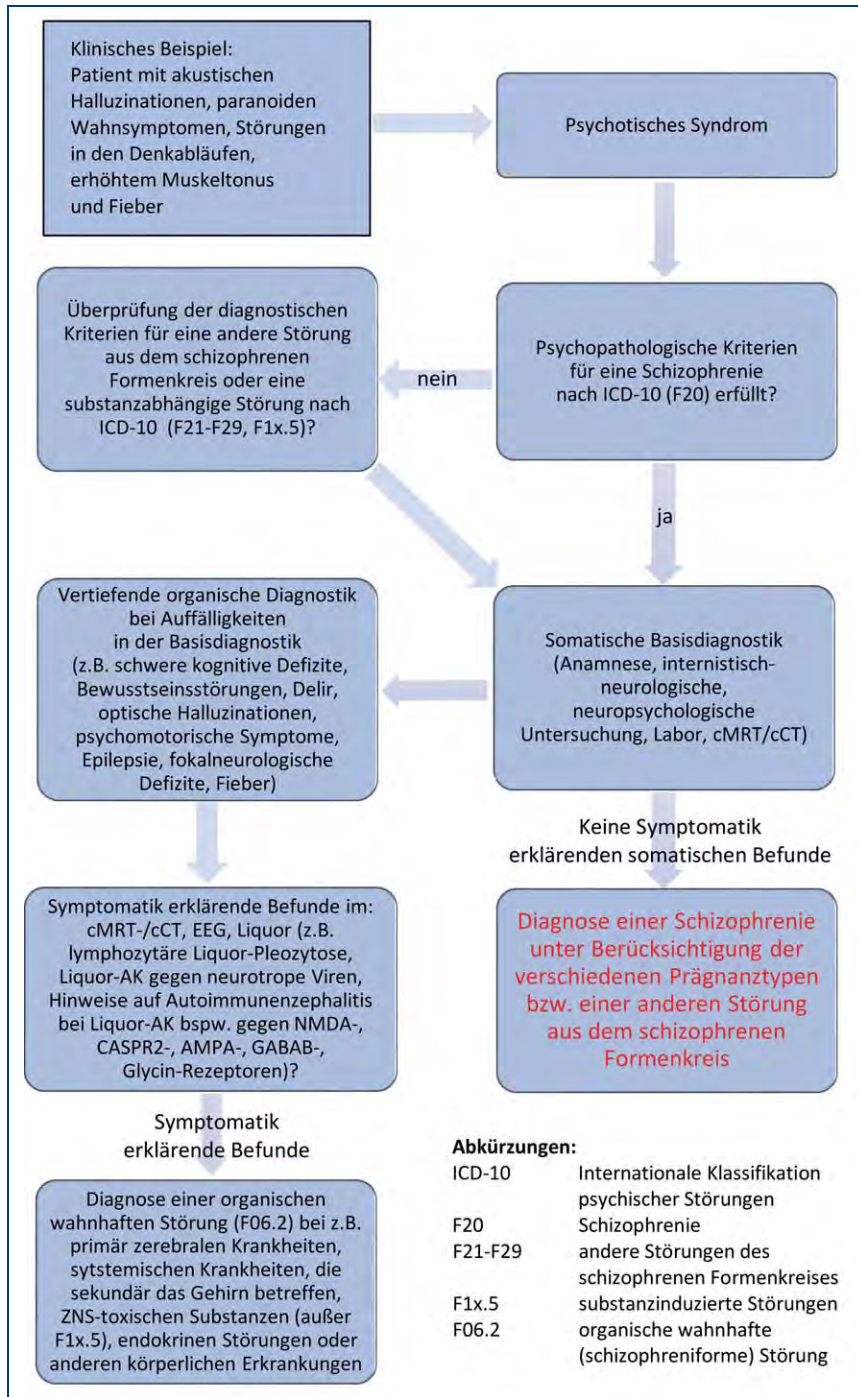 Klinisches Beispiel:
Patient mit akustischen
Halluzinationen, paranoiden
Wahnsymptomen, Störungen
in den Denkabläufen,
erhöhtem Muskeltonus
und Fieber
Psychotisches Syndrom
Psychopathologische Kriterien
für eine Schizophrenie
nach ICD-10 (F20) erfüllt?
nein
Überprüfung der diagnostischen
Kriterien für eine andere Störung
aus dem schizophrenen
Formenkreis oder eine
substanzabhängige Störung nach
ICD-10 (F21-F29, F1x.5)?
ja
Somatische Basisdiagnostik
(Anamnese, internistisch-
neurologische,
neuropsychologische
Untersuchung, Labor, cMRT/cCT)
Vertiefende organische Diagnostik
bei Auffälligkeiten
in der Basisdiagnostik
(z.B. schwere kognitive Defizite,
Bewusstseinsstörungen, Delir,
optische Halluzinationen,
psychomotorische Symptome,
Epilepsie, fokalneurologische
Defizite, Fieber)
Keine Symptomatik
erklärenden somatischen Befunde
Diagnose einer Schizophrenie
unter Berücksichtigung der
verschiedenen Prägnanztypen
bzw. einer anderen Störung
aus dem schizophrenen
Formenkreis
Symptomatik erklärende Befunde im:
cMRT-/cCT, EEG, Liquor (z.B.
lymphozytäre Liquor-Pleozytose,
Liquor-AK gegen neurotrope Viren,
Hinweise auf Autoimmunenzephalitis
bei Liquor-AK bspw. gegen NMDA-,
CASPR2-, AMPA-, GABAB-,
Glycin-Rezeptoren)?
Symptomatik
erklärende Befunde
Diagnose einer organischen
wahnhaften Störung (F06.2) bei z.B.
primär zerebralen Krankheiten,
sytstemischen Krankheiten, die
sekundär das Gehirn betreffen,
ZNS-toxischen Substanzen (außer
F1x.5), endokrinen Störungen oder
anderen körperlichen Erkrankungen
Abkürzungen:
ICD-10 Internationale Klassifikation
psychischer Störungen
F20 Schizophrenie
F21-F29 andere Störungen des
schizophrenen Formenkreises
F1x.5 substanzinduzierte Störungen
F06.2 organische wahnhafte
(schizophreniforme) Störung